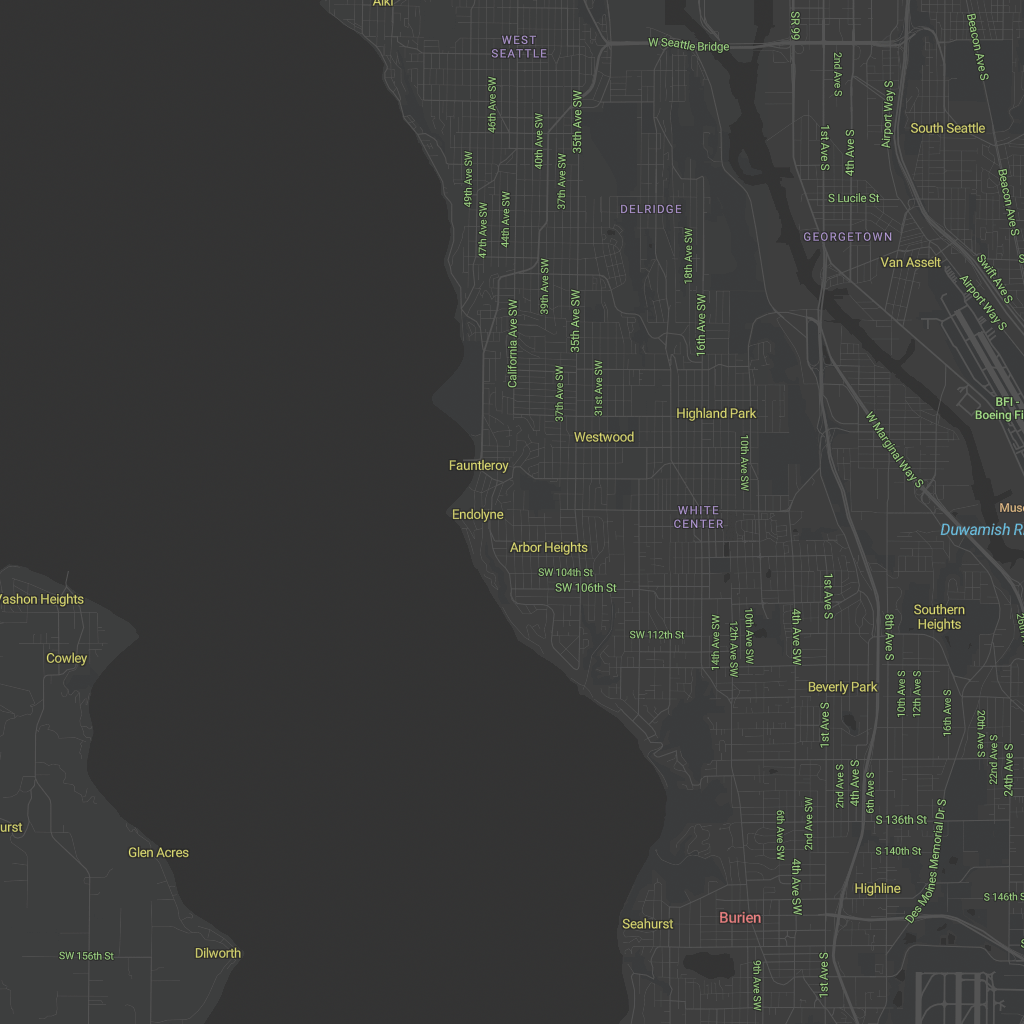 Alki
WEST
SEATTLE
W Seattle Bridge
SR 99
2nd Ave S
Beacon Ave S
46th Ave SW
40th Ave SW
35th Ave SW
Airport Way S
South Seattle
1st Ave S
4th Ave S
49th Ave SW
37th Ave SW
47th Ave SW
44th Ave SW
DELRIDGE
S Lucile St
Beacon Ave S
GEORGETOWN
18th Ave SW
Van Asselt
Swift Ave S
S
39th Ave SW
35th Ave SW
16th Ave SW
Airport Way S
California Ave SW
37th Ave SW
31st Ave SW
BFI -
Boeing Fi
Highland Park
Westwood
10th Ave SW
W Marginal Way S
Fauntleroy
Endolyne
WHITE
CENTER
Muse
Duwamish R
Arbor Heights
SW 104th St
SW 106th St
Vashon Heights
1st Ave S
Southern
Heights
SW 112th St
14th Ave SW
12th Ave SW
10th Ave SW
4th Ave SW
8th Ave S
26th
Cowley
Beverly Park
10th Ave S
12th Ave S
16th Ave S
1st Ave S
20th Ave S
22nd Ave S
24th Ave S
2nd Ave S
4th Ave S
6th Ave S
urst
6th Ave SW
2nd Ave SW
S 136th St
Glen Acres
S 140th St
Des Moines Memorial Dr S
4th Ave SW
Highline
S 146th S
Seahurst
Burien
SW 156th St
Dilworth
9th Ave SW
1st Ave S
S